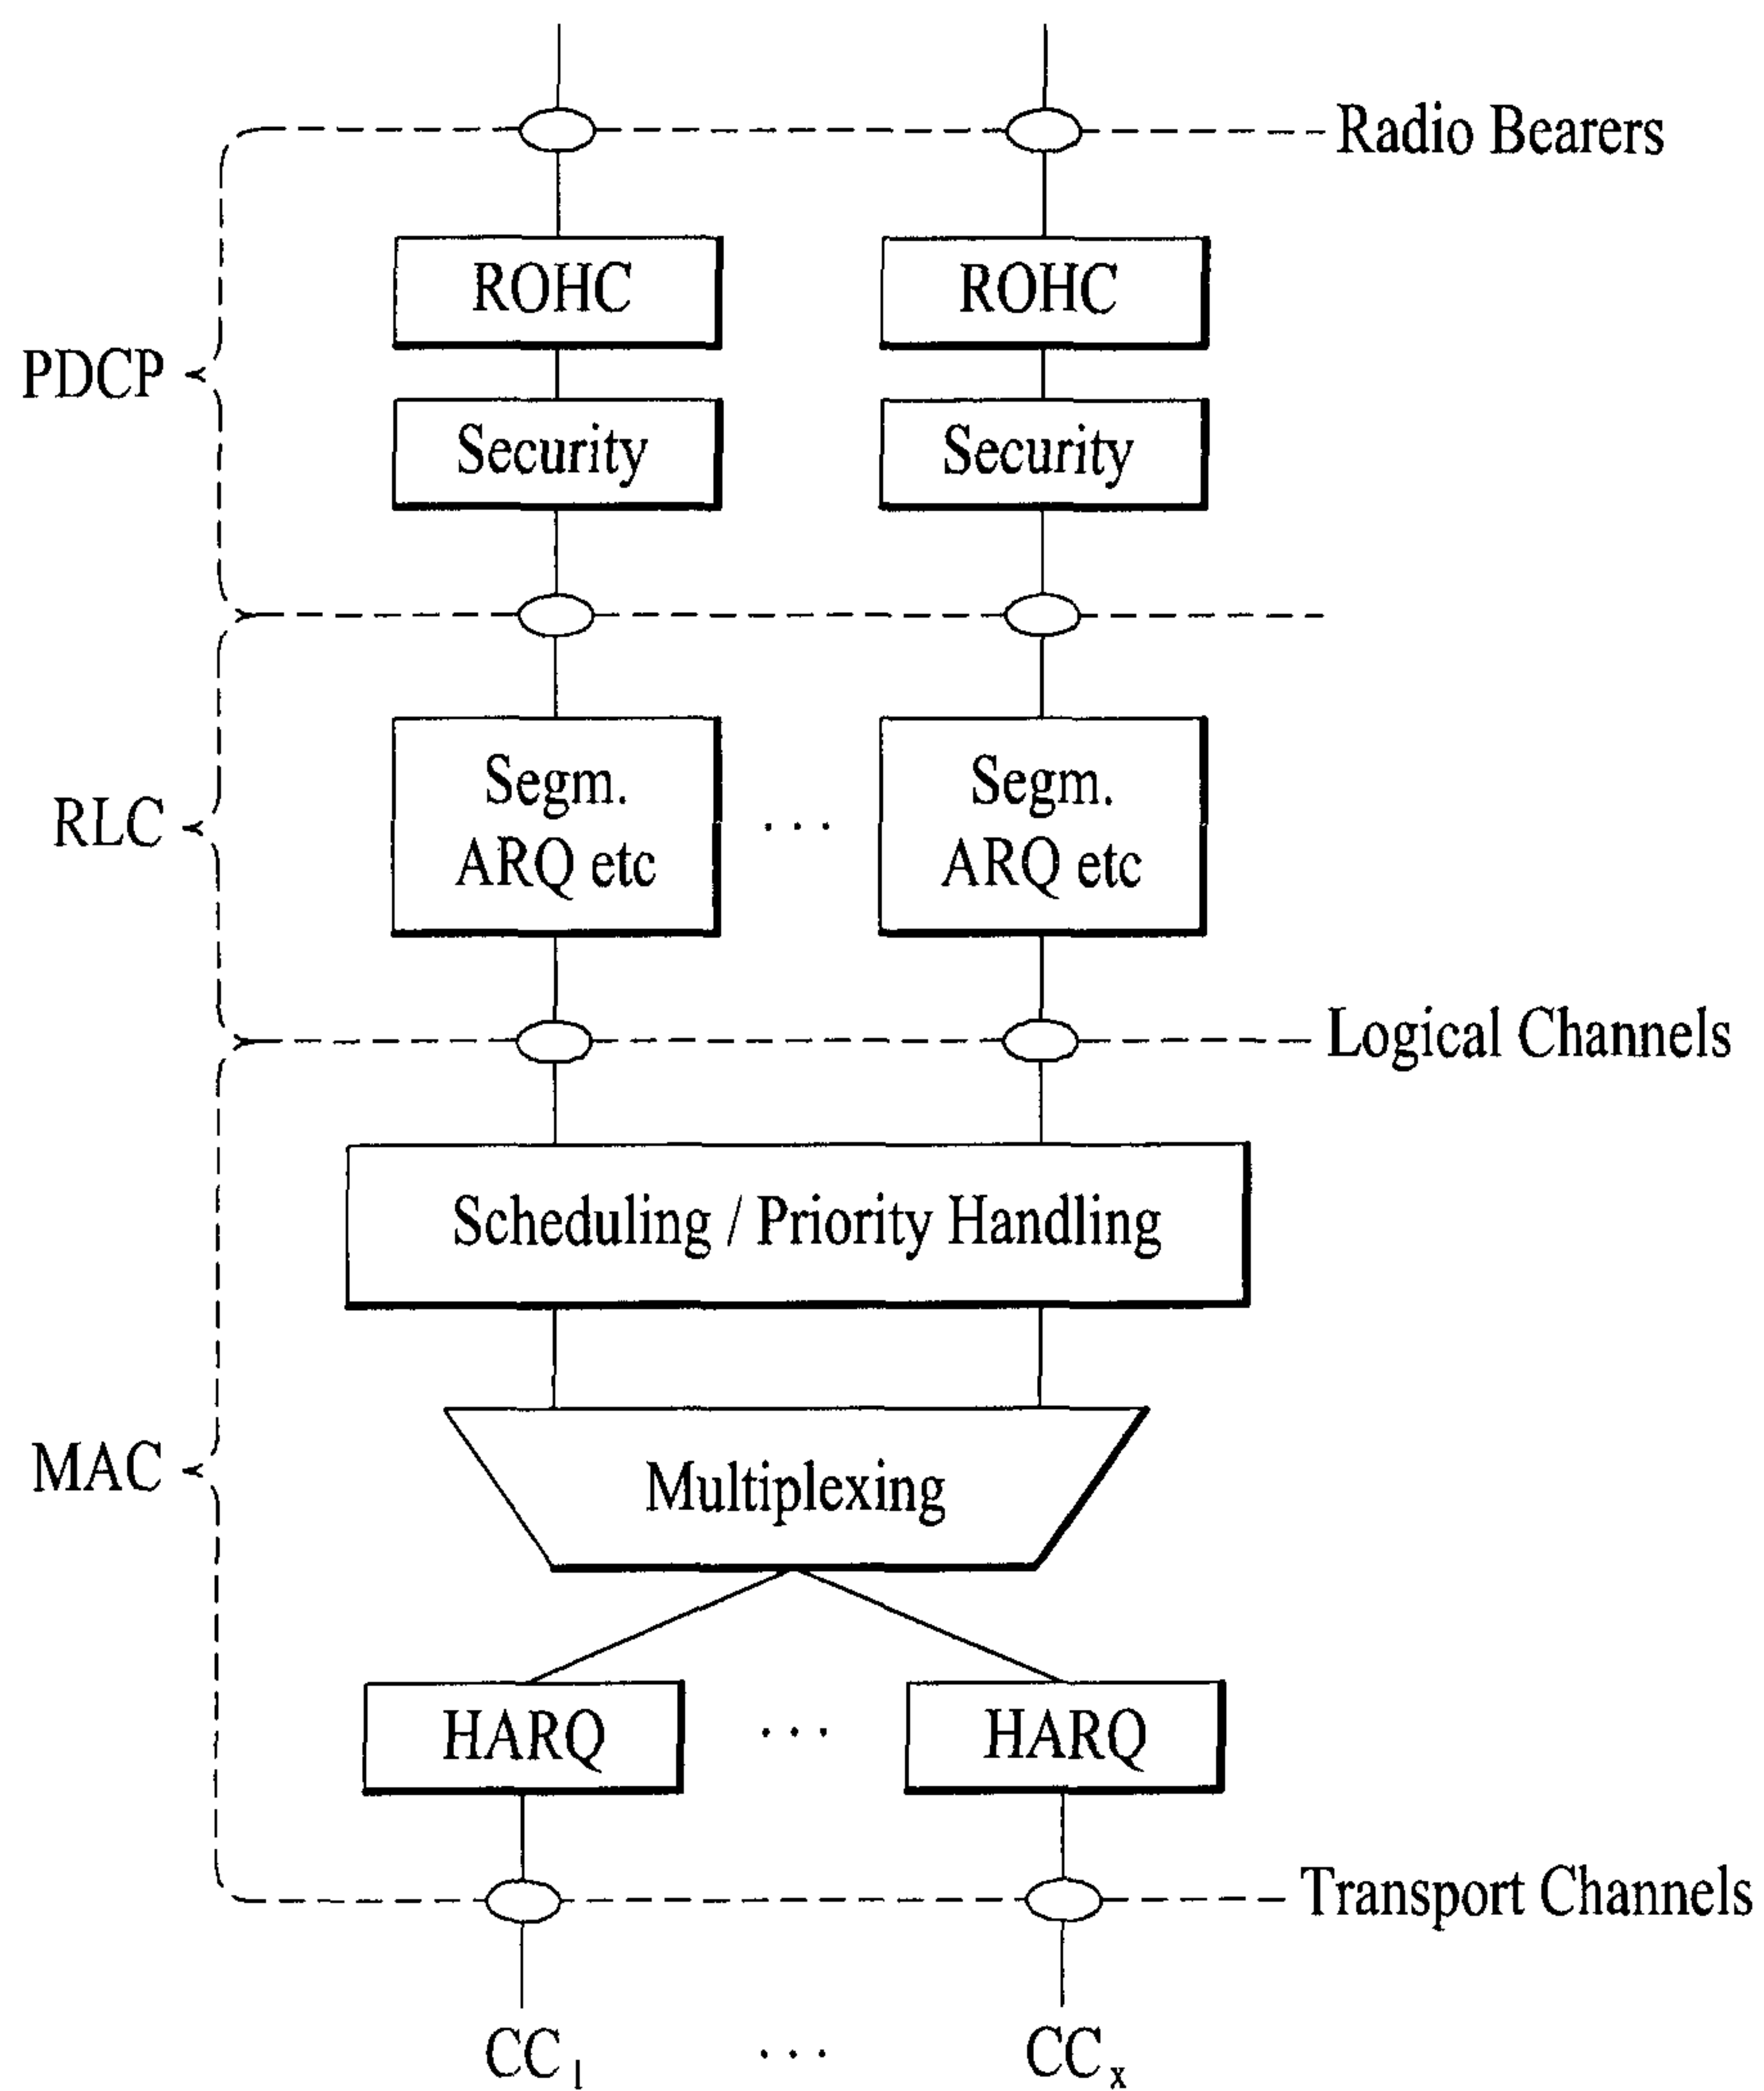 Radio Bearers
ROHC ROHC
PDCP
Security Security
Segm. Segm.
RLC ...
ARQ etc ARQ etc
Logical Channels
Scheduling / Priority Handling
MAC
Multiplexing
HARQ ... HARQ
Transport Channels
CC1 ... CCx